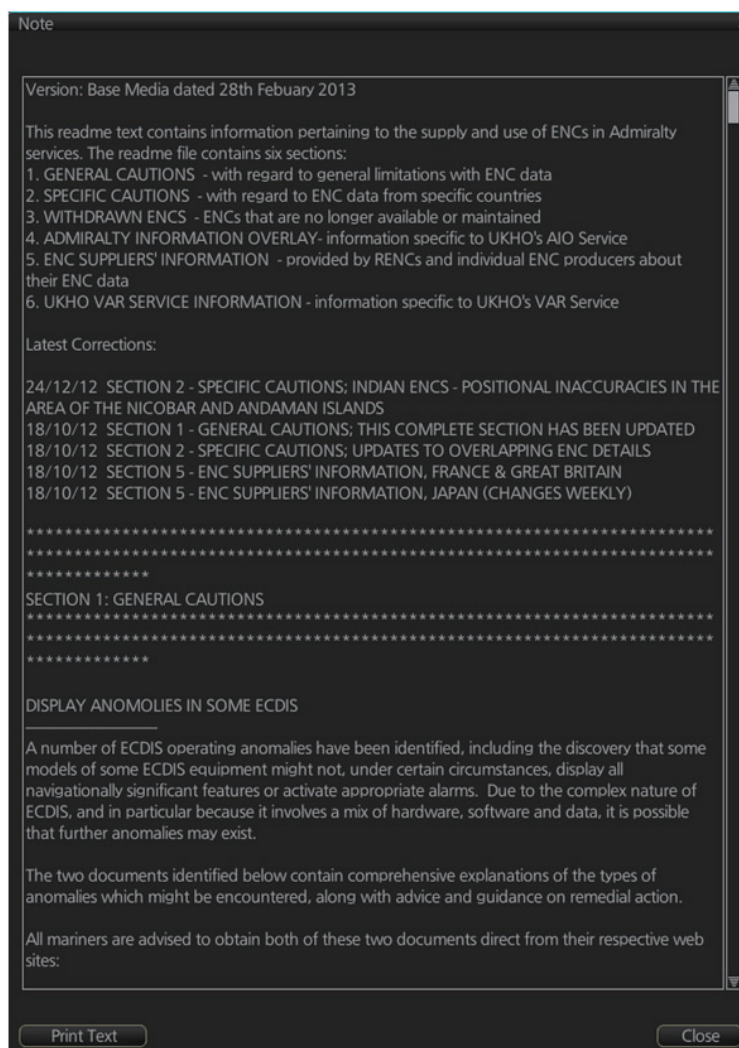 Note
Version: Base Media dated 28th Febuary 2013
This readme text contains information pertaining to the supply and use of ENCs in Admiralty
services. The readme file contains six sections:
1. GENERAL CAUTIONS - with regard to general limitations with ENC data
2. SPECIFIC CAUTIONS - with regard to ENC data from specific countries
3. WITHDRAWN ENCS - ENCs that are no longer available or maintained
4. ADMIRALTY INFORMATION OVERLAY- information specific to UKHO's AIO Service
5. ENC SUPPLIERS' INFORMATION - provided by RENCs and individual ENC producers about
their ENC data
6. UKHO VAR SERVICE INFORMATION - information specific to UKHO's VAR Service
Latest Corrections:
24/12/12 SECTION 2 - SPECIFIC CAUTIONS; INDIAN ENCS - POSITIONAL INACCURACIES IN THE
AREA OF THE NICOBAR AND ANDAMAN ISLANDS
18/10/12 SECTION 1 - GENERAL CAUTIONS; THIS COMPLETE SECTION HAS BEEN UPDATED
18/10/12 SECTION 2 - SPECIFIC CAUTIONS; UPDATES TO OVERLAPPING ENC DETAILS
18/10/12 SECTION 5 - ENC SUPPLIERS' INFORMATION, FRANCE & GREAT BRITAIN
18/10/12 SECTION 5 - ENC SUPPLIERS' INFORMATION, JAPAN (CHANGES WEEKLY)
*************************************************************************
*************************************************************************
*************
SECTION 1: GENERAL CAUTIONS
*************************************************************************
*************************************************************************
*************
DISPLAY ANOMOLIES IN SOME ECDIS
________________
A number of ECDIS operating anomalies have been identified, including the discovery that some
models of some ECDIS equipment might not, under certain circumstances, display all
navigationally significant features or activate appropriate alarms. Due to the complex nature of
ECDIS, and in particular because it involves a mix of hardware, software and data, it is possible
that further anomalies may exist.
The two documents identified below contain comprehensive explanations of the types of
anomalies which might be encountered, along with advice and guidance on remedial action.
All mariners are advised to obtain both of these two documents direct from their respective web
sites:
Print Text
Close